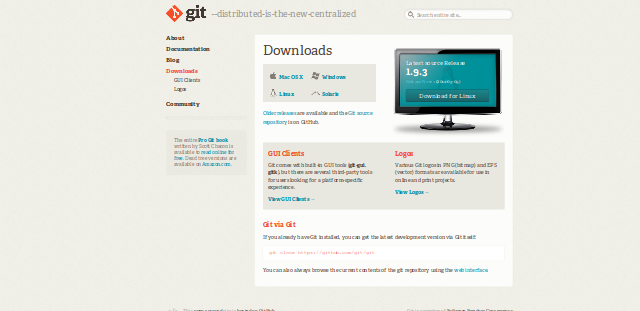 git --distributed-is-the-new-centralized
Search entire site...
About
Documentation
Blog
Downloads
GUI Clients
Logos
Community
The entire Pro Git book
written by Scott Chacon is
available to read online for
free. Dead tree versions are
available on Amazon.com.
Downloads
Mac OS X
Windows
Linux
Solaris
Older releases are available and the Git source
repository is on GitHub.
Latest source Release
1.9.3
Download for Linux
GUI Clients
Git comes with built-in GUI tools (git-gui,
gitk), but there are several third-party tools
for users looking for a platform-specific
experience.
View GUI Clients →
Logos
Various Git logos in PNG (bitmap) and EPS
(vector) formats are available for use in
online and print projects.
View Logos →
Git via Git
If you already have Git installed, you can get the latest development version via Git itself:
git clone https://github.com/git/git
You can also always browse the current contents of the git repository using the web interface.